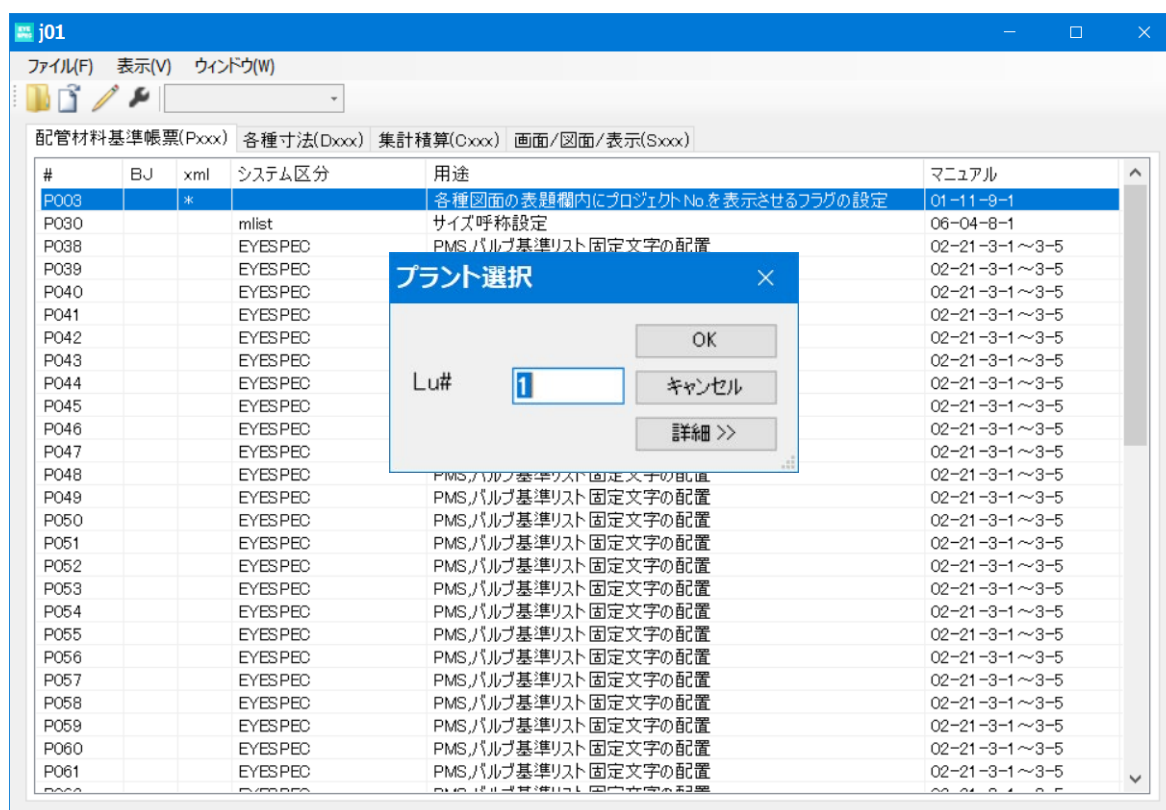 j01
ファイル(F) 表示(V) ウィンドウ(W)
配管材料基準帳票(Pxxx) 各種寸法(Dxxx) 集計積算(Cxxx) 画面/図面/表示(Sxxx)
# BJ xml システム区分 用途 マニュアル
P003 * 各種図面の表題欄内にプロジェクトNo.を表示させるフラグの設定 01-11-9-1
P030 mlist サイズ呼称設定 06-04-8-1
P038 EYESPEC PMS,バルブ基準リスト固定文字の配置 02-21-3-1～3-5
P039 EYESPEC 02-21-3-1～3-5
P040 EYESPEC 02-21-3-1～3-5
P041 EYESPEC 02-21-3-1～3-5
P042 EYESPEC 02-21-3-1～3-5
P043 EYESPEC 02-21-3-1～3-5
P044 EYESPEC 02-21-3-1～3-5
P045 EYESPEC 02-21-3-1～3-5
P046 EYESPEC 02-21-3-1～3-5
P047 EYESPEC 02-21-3-1～3-5
P048 EYESPEC PMS,バルブ基準リスト固定文字の配置 02-21-3-1～3-5
P049 EYESPEC PMS,バルブ基準リスト固定文字の配置 02-21-3-1～3-5
P050 EYESPEC PMS,バルブ基準リスト固定文字の配置 02-21-3-1～3-5
P051 EYESPEC PMS,バルブ基準リスト固定文字の配置 02-21-3-1～3-5
P052 EYESPEC PMS,バルブ基準リスト固定文字の配置 02-21-3-1～3-5
P053 EYESPEC PMS,バルブ基準リスト固定文字の配置 02-21-3-1～3-5
P054 EYESPEC PMS,バルブ基準リスト固定文字の配置 02-21-3-1～3-5
P055 EYESPEC PMS,バルブ基準リスト固定文字の配置 02-21-3-1～3-5
P056 EYESPEC PMS,バルブ基準リスト固定文字の配置 02-21-3-1～3-5
P057 EYESPEC PMS,バルブ基準リスト固定文字の配置 02-21-3-1～3-5
P058 EYESPEC PMS,バルブ基準リスト固定文字の配置 02-21-3-1～3-5
P059 EYESPEC PMS,バルブ基準リスト固定文字の配置 02-21-3-1～3-5
P060 EYESPEC PMS,バルブ基準リスト固定文字の配置 02-21-3-1～3-5
P061 EYESPEC PMS,バルブ基準リスト固定文字の配置 02-21-3-1～3-5
プラント選択
OK
Lu# 1 キャンセル
詳細 >>